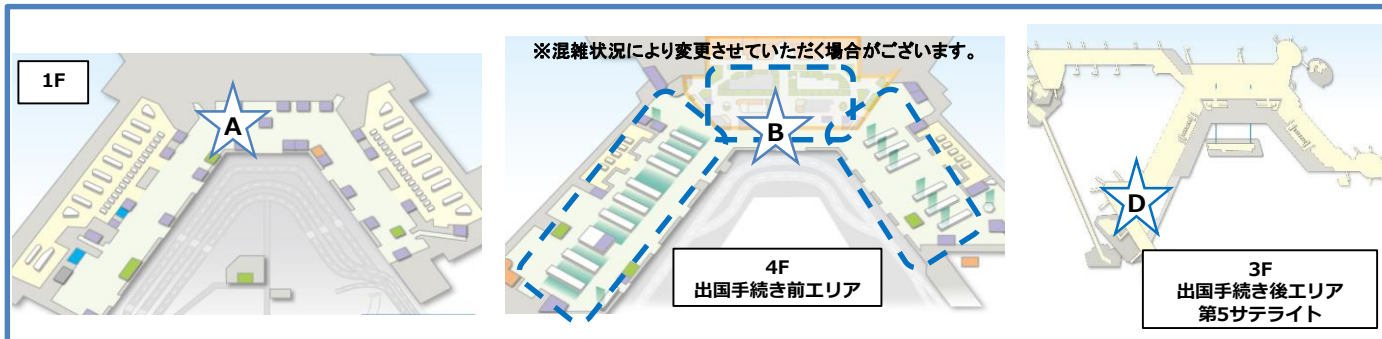 ※混雑状況により変更させていただく場合がございます。
1F
A
B
D
4F
出国手続き前エリア
3F
出国手続き後エリア
第5サテライト